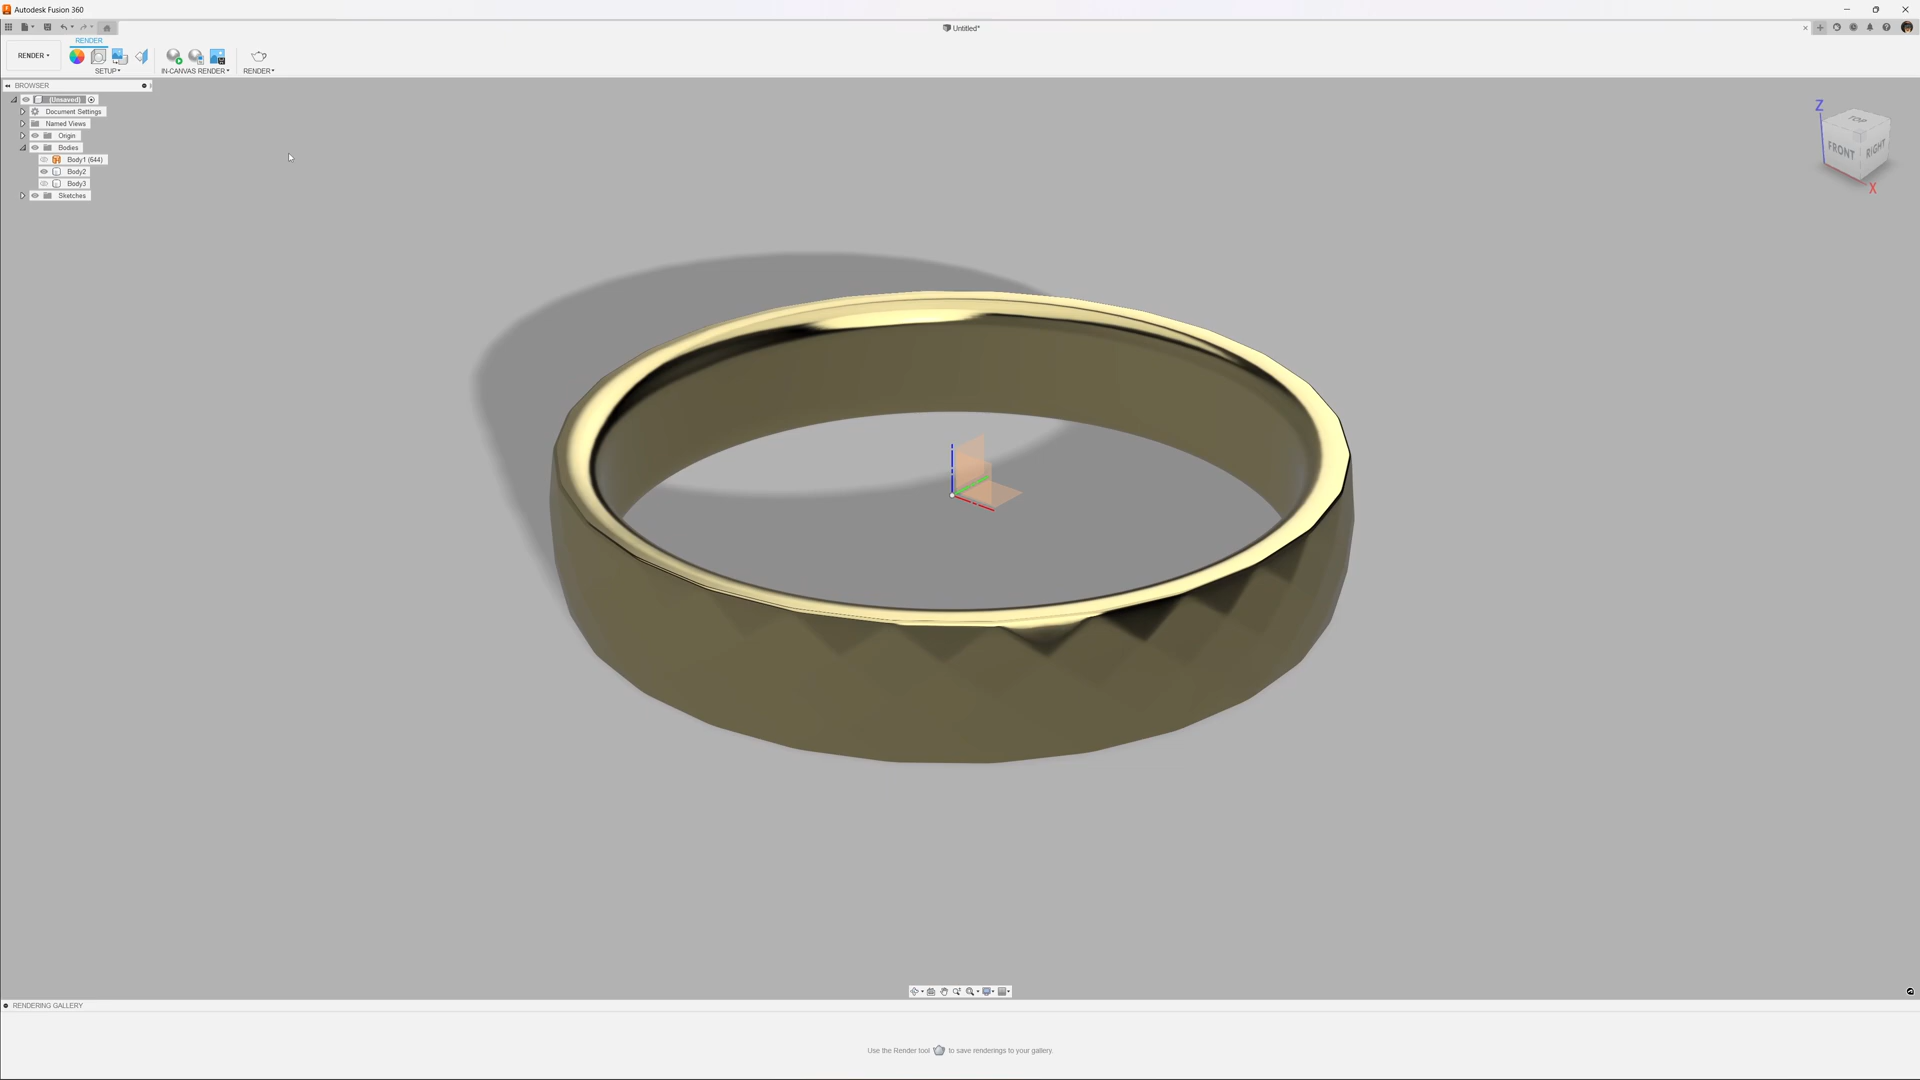 Autodesk Fusion 360
Untitled*
RENDER
RENDER
SETUP
IN-CANVAS RENDER
RENDER
BROWSER
(Unsaved)
Document Settings
Named Views
Origin
Bodies
Body1 (644)
Body2
Body3
Sketches
Z
TOP
FRONT
RIGHT
X
RENDERING GALLERY
Use the Render tool to save renderings to your gallery.